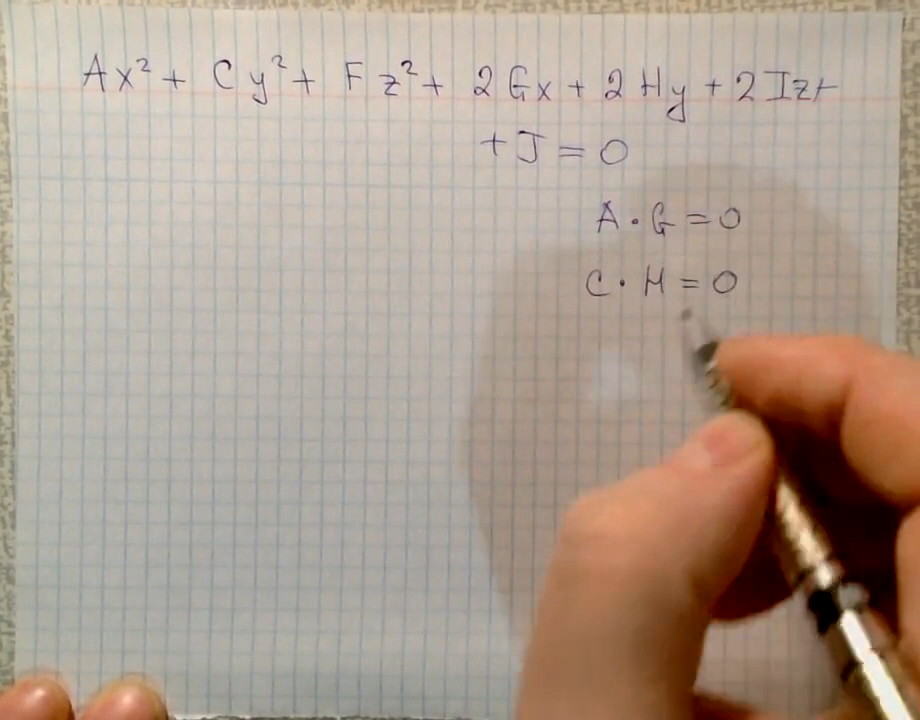 Ax² + Cy² + Fz² + 2Gx + 2Hy + 2Iz +
+ J = 0
A · G = 0
C · H = 0